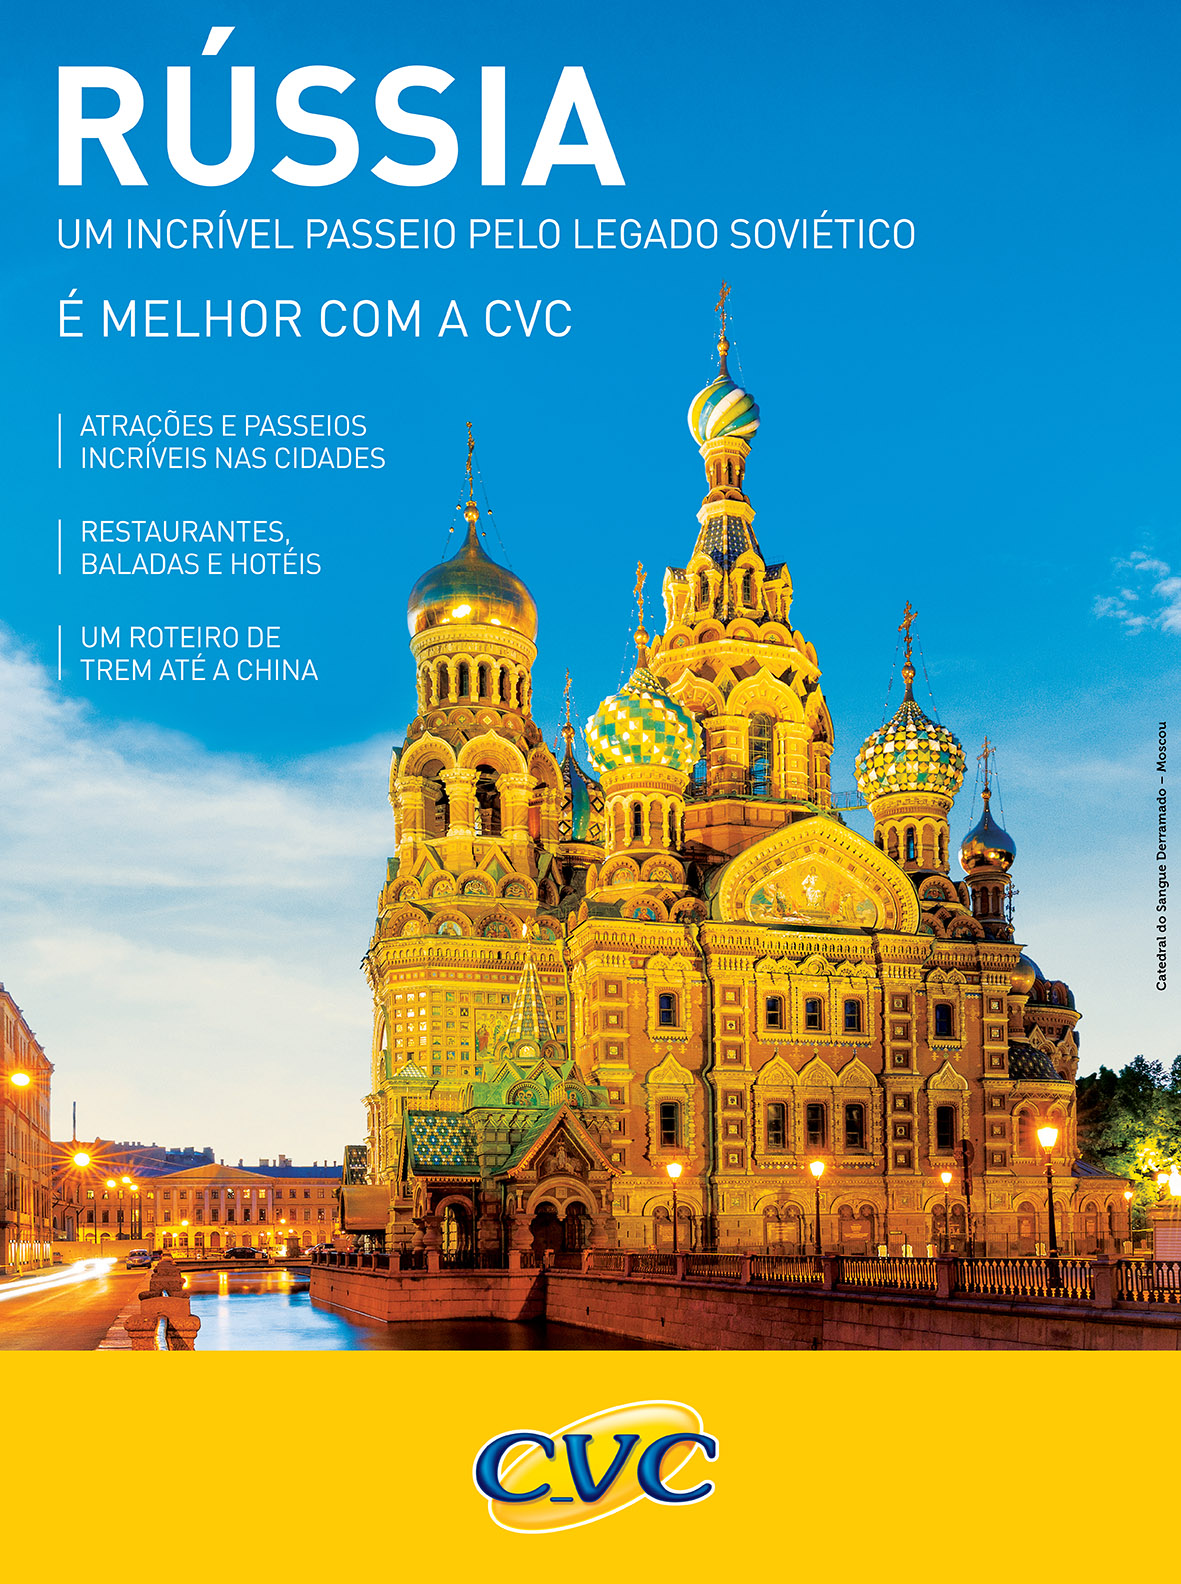 RÚSSIA
UM INCRÍVEL PASSEIO PELO LEGADO SOVIÉTICO
É MELHOR COM A CVC
ATRAÇÕES E PASSEIOS
INCRÍVEIS NAS CIDADES
RESTAURANTES,
BALADAS E HOTÉIS
UM ROTEIRO DE
TREM ATÉ A CHINA
Catedral do Sangue Derramado – Moscou
CVC